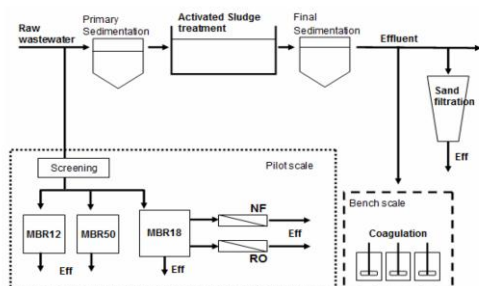 Primary
Sedimentation
Activated Sludge
treatment
Final
Sedimentation
Raw
wastewater
Effluent
Sand
filtration
Eff
Screening
Pilot scale
MBR12
MBR50
MBR18
NF
Eff
RO
Eff
Eff
Bench scale
Coagulation